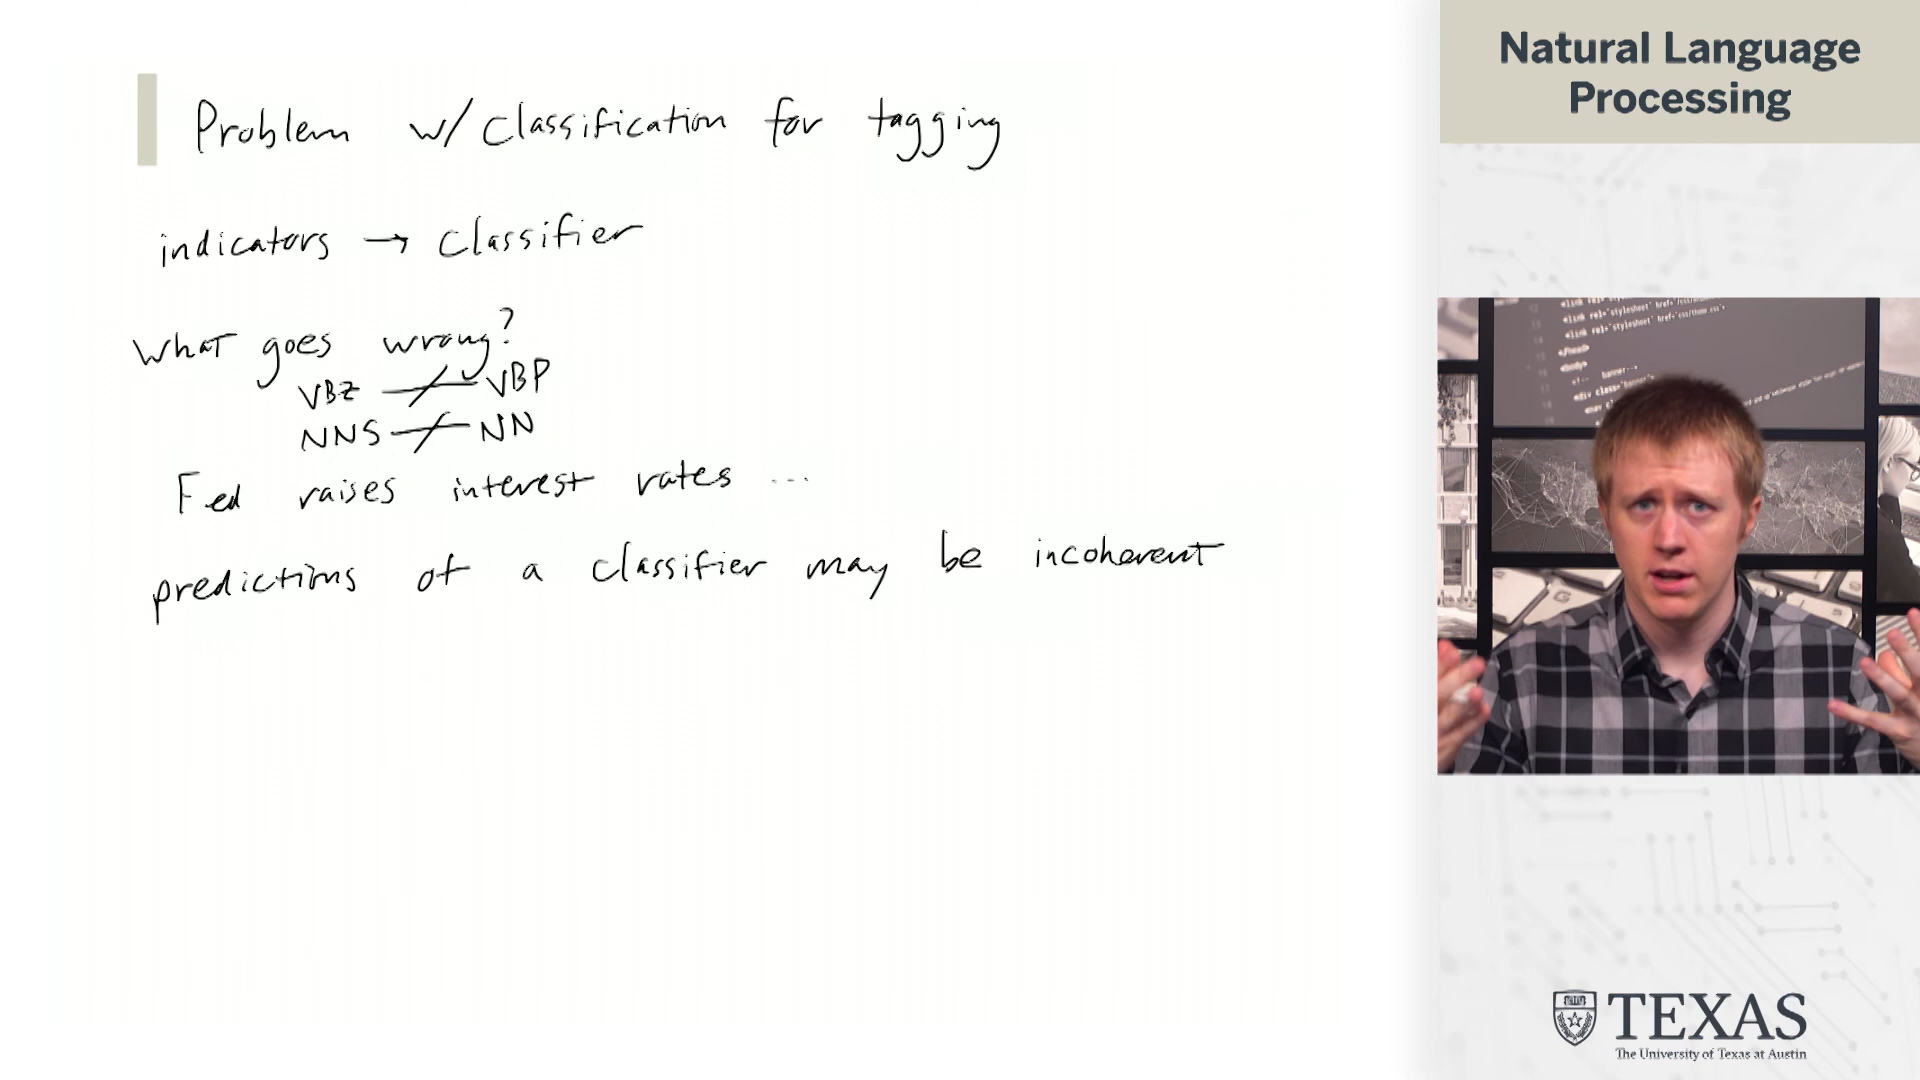 Problem w/ classification for tagging
indicators → classifier
What goes wrong?
VBZ VBP
NNS NN
Fed raises interest rates ...
predictions of a classifier may be incoherent
Natural Language
Processing
TEXAS
The University of Texas at Austin